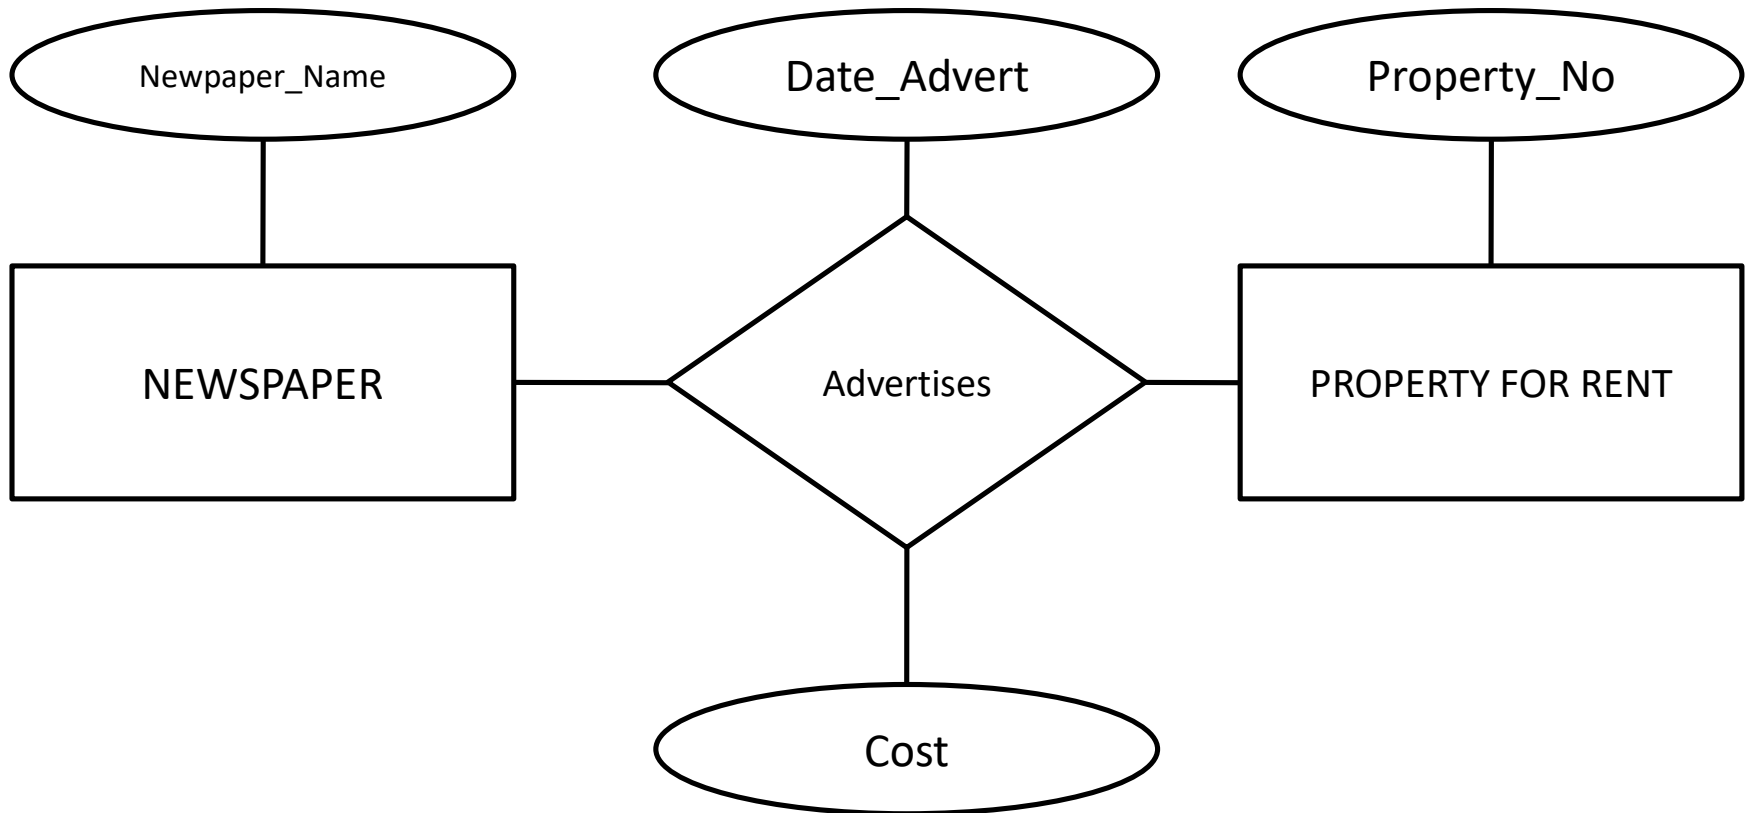 Newpaper_Name
Date_Advert
Property_No
NEWSPAPER
Advertises
PROPERTY FOR RENT
Cost